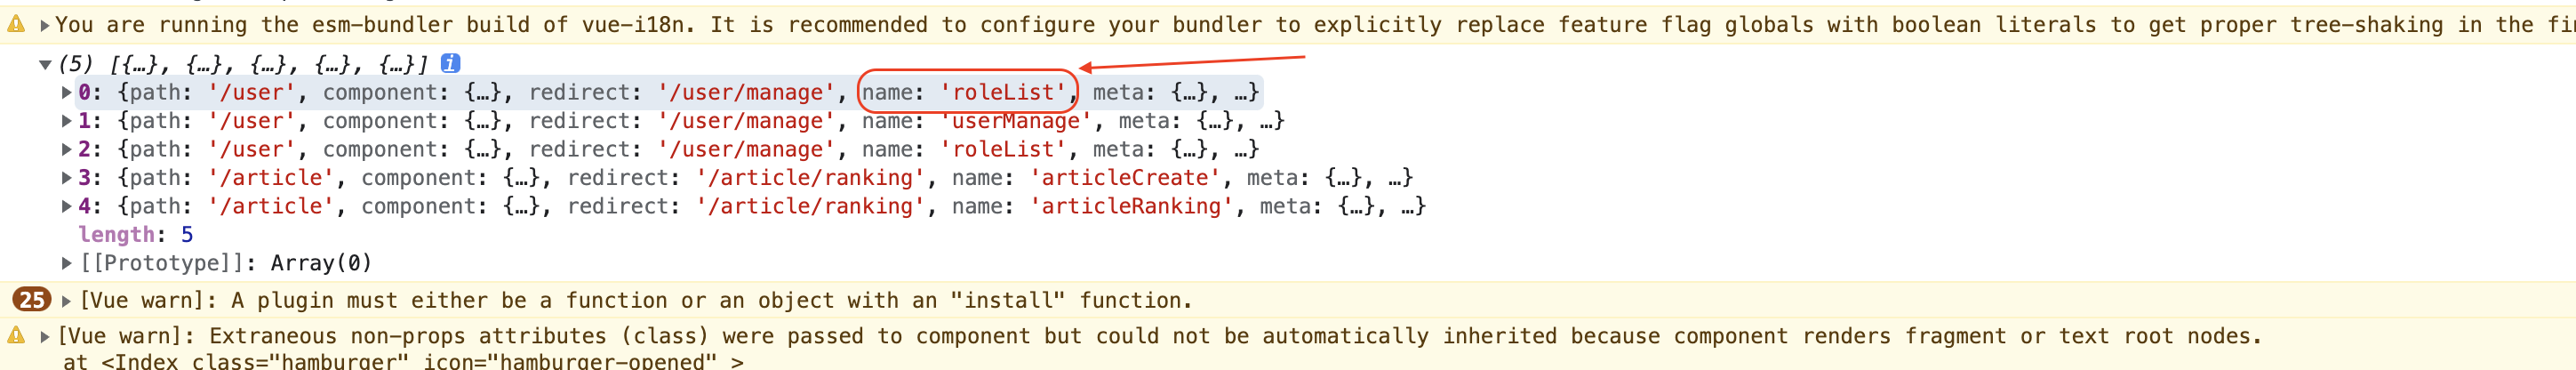 You are running the esm-bundler build of vue-i18n. It is recommended to configure your bundler to explicitly replace feature flag globals with boolean literals to get proper tree-shaking in the
(5) [{…}, {…}, {…}, {…}, {…}] i
0: {path: '/user', component: {…}, redirect: '/user/manage', name: 'roleList', meta: {…}, …}
1: {path: '/user', component: {…}, redirect: '/user/manage', name: 'userManage', meta: {…}, …}
2: {path: '/user', component: {…}, redirect: '/user/manage', name: 'roleList', meta: {…}, …}
3: {path: '/article', component: {…}, redirect: '/article/ranking', name: 'articleCreate', meta: {…}, …}
4: {path: '/article', component: {…}, redirect: '/article/ranking', name: 'articleRanking', meta: {…}, …}
length: 5
[[Prototype]]: Array(0)
25 [Vue warn]: A plugin must either be a function or an object with an "install" function.
[Vue warn]: Extraneous non-props attributes (class) were passed to component but could not be automatically inherited because component renders fragment or text root nodes.
at <Index class="hamburger" icon="hamburger-opened" >